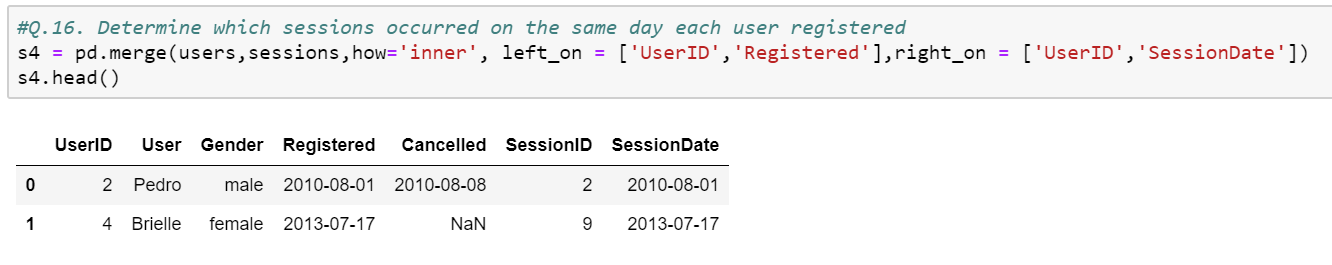 #Q.16. Determine which sessions occurred on the same day each user registered
s4 = pd.merge(users,sessions,how='inner', left_on = ['UserID','Registered'],right_on = ['UserID','SessionDate'])
s4.head()
UserID User Gender Registered Cancelled SessionID SessionDate
0 2 Pedro male 2010-08-01 2010-08-08 2 2010-08-01
1 4 Brielle female 2013-07-17 NaN 9 2013-07-17